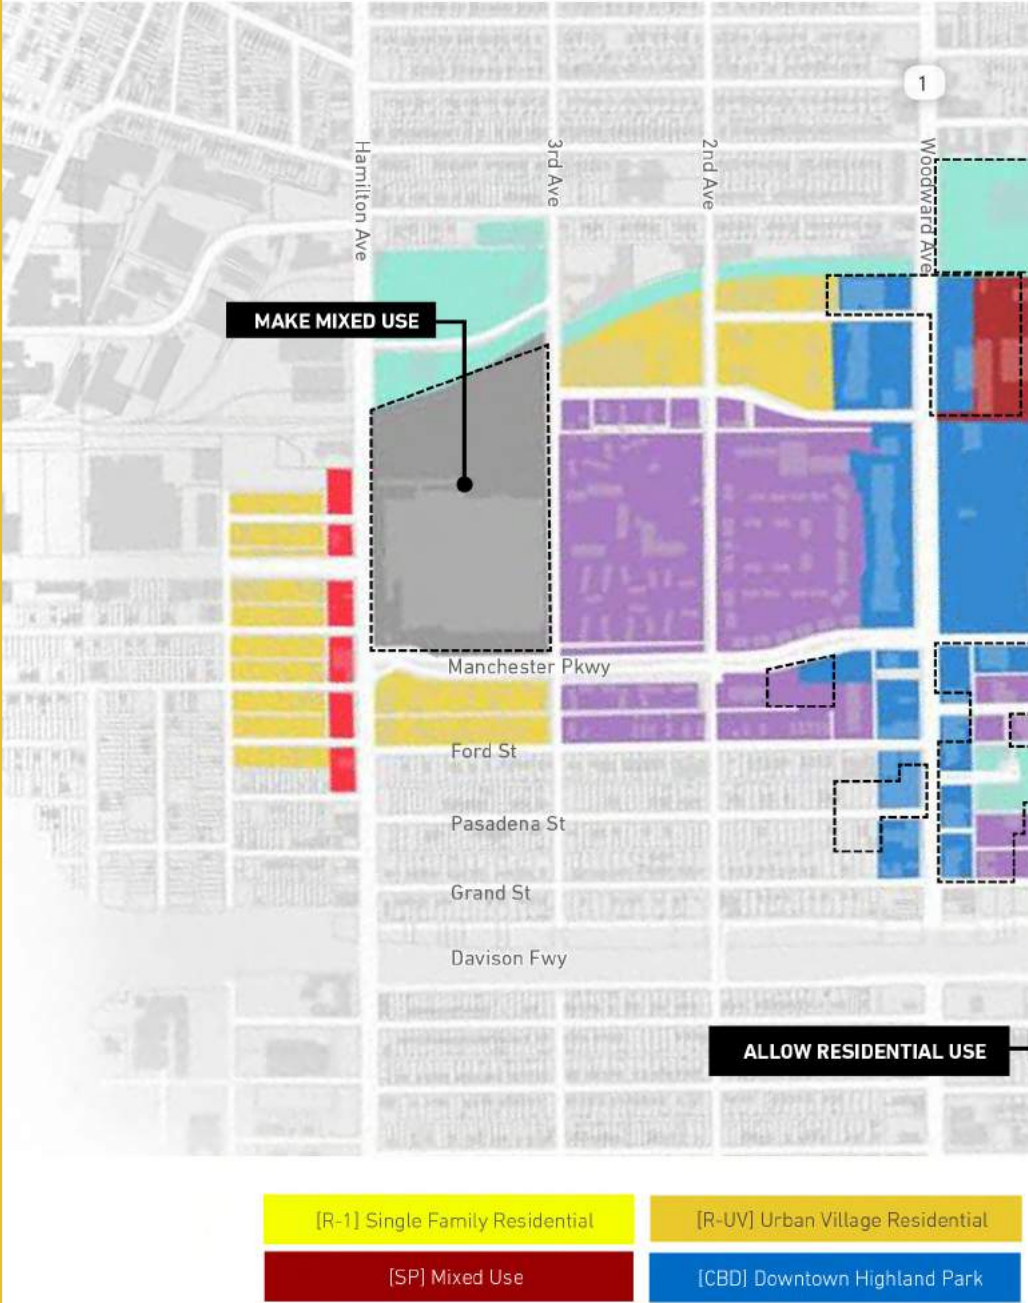 1
Hamilton Ave
3rd Ave
2nd Ave
Woodward Ave
MAKE MIXED USE
Manchester Pkwy
Ford St
Pasadena St
Grand St
Davison Fwy
ALLOW RESIDENTIAL USE
[R-1] Single Family Residential
[R-UV] Urban Village Residential
[SP] Mixed Use
[CBD] Downtown Highland Park